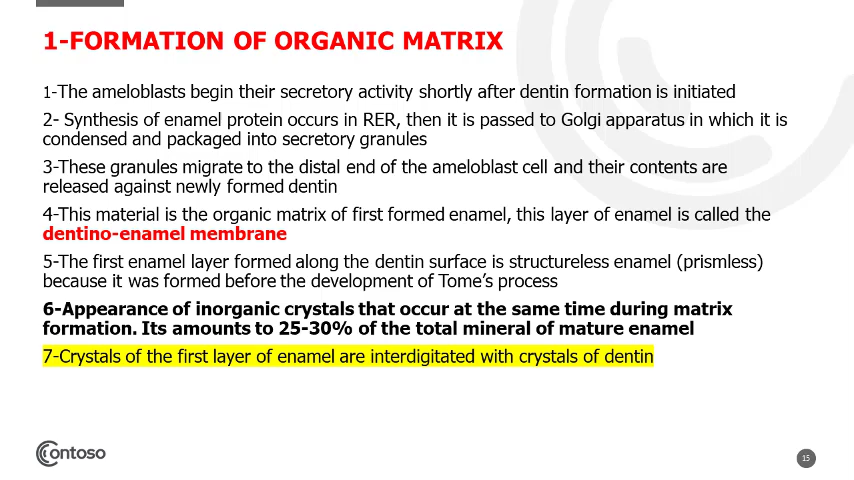 1-FORMATION OF ORGANIC MATRIX
1-The ameloblasts begin their secretory activity shortly after dentin formation is initiated
2- Synthesis of enamel protein occurs in RER, then it is passed to Golgi apparatus in which it is
condensed and packaged into secretory granules
3-These granules migrate to the distal end of the ameloblast cell and their contents are
released against newly formed dentin
4-This material is the organic matrix of first formed enamel, this layer of enamel is called the
dentino-enamel membrane
5-The first enamel layer formed along the dentin surface is structureless enamel (prismless)
because it was formed before the development of Tome’s process
6-Appearance of inorganic crystals that occur at the same time during matrix
formation. Its amounts to 25-30% of the total mineral of mature enamel
7-Crystals of the first layer of enamel are interdigitated with crystals of dentin
Contoso
15